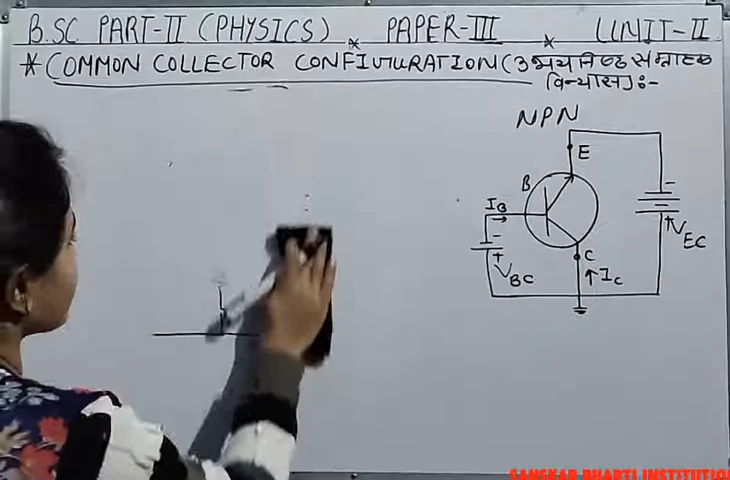 B.SC PART-II (PHYSICS) * PAPER-III * UNIT-II
* COMMON COLLECTOR CONFIGURATION (उभयनिष्ठ संग्राहक
विन्यास) :-
NPN
E
B
IB
-
+
VBC
C
↑IC
-
+
VEC
SANSKAR BHARTI INSTITUTION